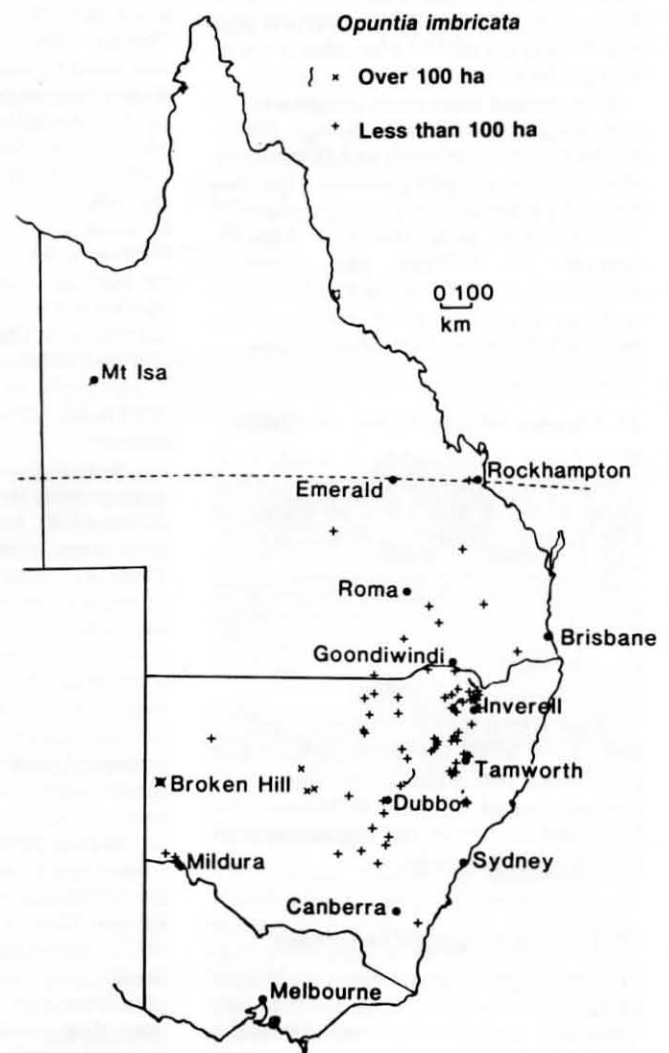 Opuntia imbricata
Over 100 ha
Less than 100 ha
0 100
km
Mt Isa
Rockhampton
Emerald
Roma
Brisbane
Goondiwindi
Inverell
Tamworth
Broken Hill
Dubbo
Mildura
Sydney
Canberra
Melbourne